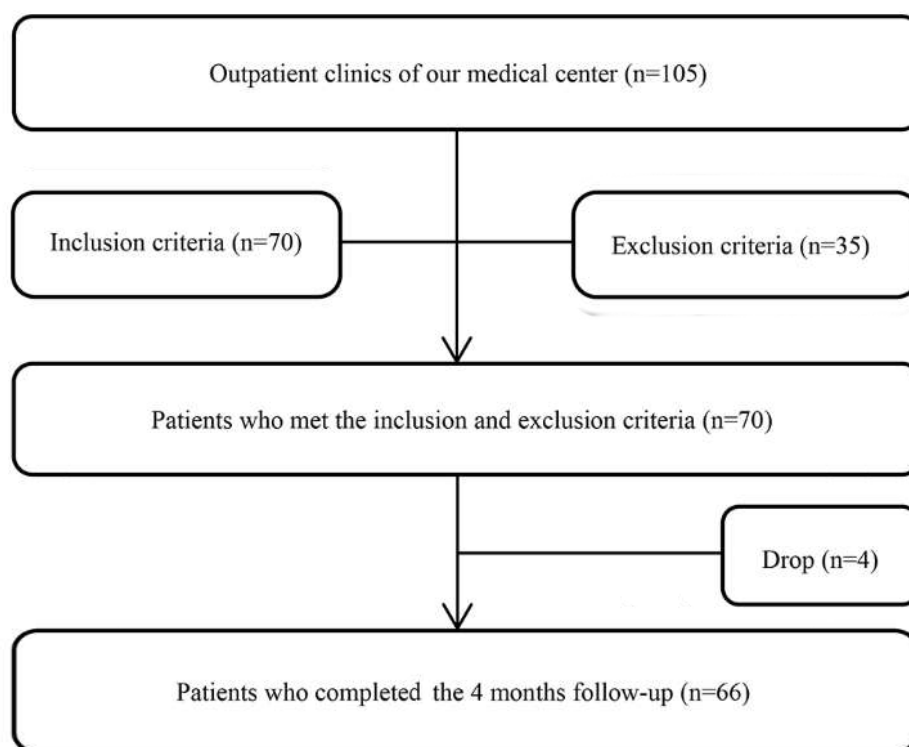 Outpatient clinics of our medical center (n=105)
Inclusion criteria (n=70)
Exclusion criteria (n=35)
Patients who met the inclusion and exclusion criteria (n=70)
Drop (n=4)
Patients who completed the 4 months follow-up (n=66)